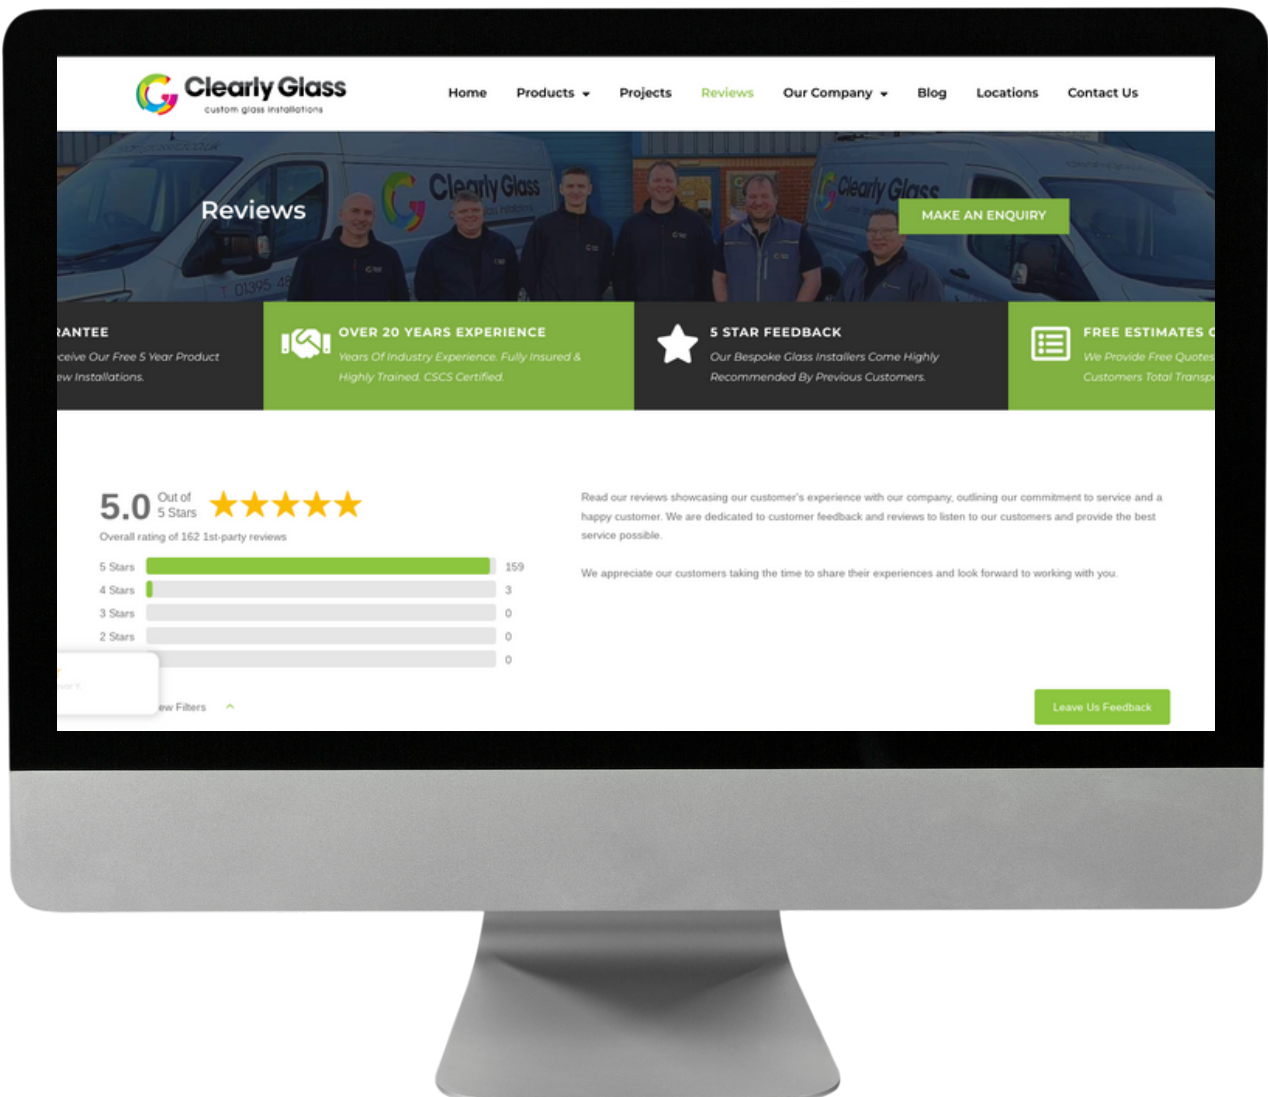 Clearly Glass
custom glass installations
Home Products Projects Reviews Our Company Blog Locations Contact Us
Clearly Glass
Clearly Glass
Reviews
MAKE AN ENQUIRY
T 01395
RANTEE
ceive Our Free 5 Year Product
ew Installations.
OVER 20 YEARS EXPERIENCE
Years Of Industry Experience. Fully Insured &
Highly Trained. CSCS Certified.
5 STAR FEEDBACK
Our Bespoke Glass Installers Come Highly
Recommended By Previous Customers.
FREE ESTIMATES
We Provide Free Quotes
Customers Total Transp
5.0 Out of
5 Stars
Overall rating of 162 1st-party reviews
5 Stars 159
4 Stars 3
3 Stars 0
2 Stars 0
0
ew Filters
Read our reviews showcasing our customer's experience with our company, outlining our commitment to service and a
happy customer. We are dedicated to customer feedback and reviews to listen to our customers and provide the best
service possible.
We appreciate our customers taking the time to share their experiences and look forward to working with you.
Leave Us Feedback